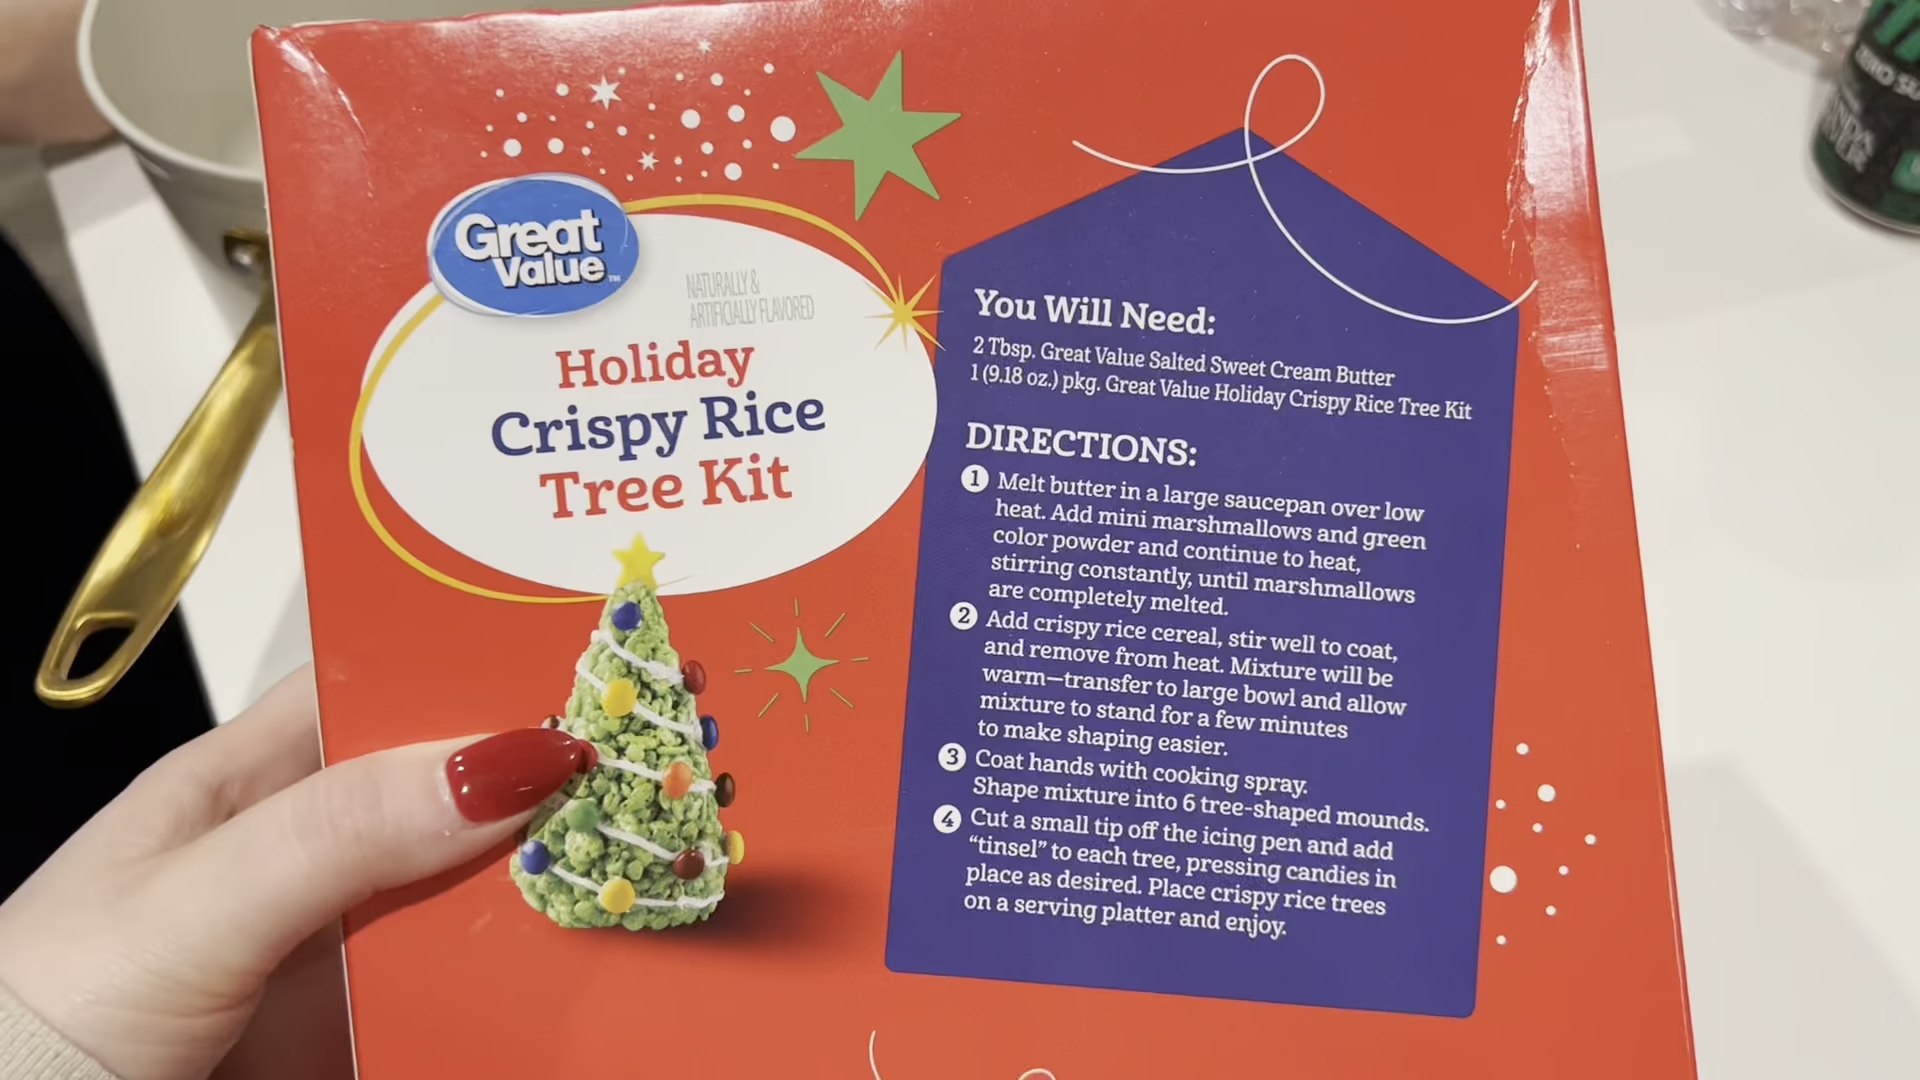 Great
Value™
NATURALLY &
ARTIFICIALLY FLAVORED
Holiday
Crispy Rice
Tree Kit
You Will Need:
2 Tbsp. Great Value Salted Sweet Cream Butter
1 (9.18 oz.) pkg. Great Value Holiday Crispy Rice Tree Kit
DIRECTIONS:
1 Melt butter in a large saucepan over low
heat. Add mini marshmallows and green
color powder and continue to heat,
stirring constantly, until marshmallows
are completely melted.
2 Add crispy rice cereal, stir well to coat,
and remove from heat. Mixture will be
warm—transfer to large bowl and allow
mixture to stand for a few minutes
to make shaping easier.
3 Coat hands with cooking spray.
Shape mixture into 6 tree-shaped mounds.
4 Cut a small tip off the icing pen and add
“tinsel” to each tree, pressing candies in
place as desired. Place crispy rice trees
on a serving platter and enjoy.